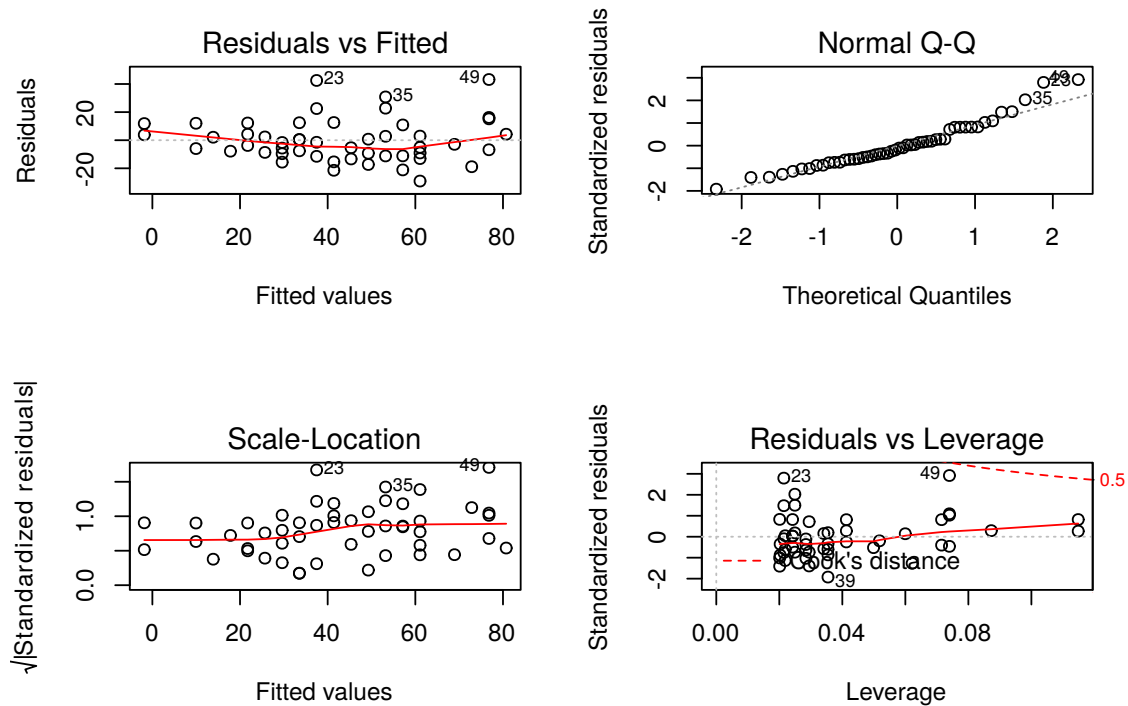 Residuals vs Fitted
Residuals
20
-20
23
35
49
0 20 40 60 80
Fitted values
Normal Q-Q
Standardized residuals
2
0
-2
49
23
35
-2 -1 0 1 2
Theoretical Quantiles
Scale-Location
√|Standardized residuals|
1.0
0.0
23
35
49
0 20 40 60 80
Fitted values
Residuals vs Leverage
Standardized residuals
2
0
-2
23
49
0.5
Cook's distance
39
0.00 0.04 0.08
Leverage